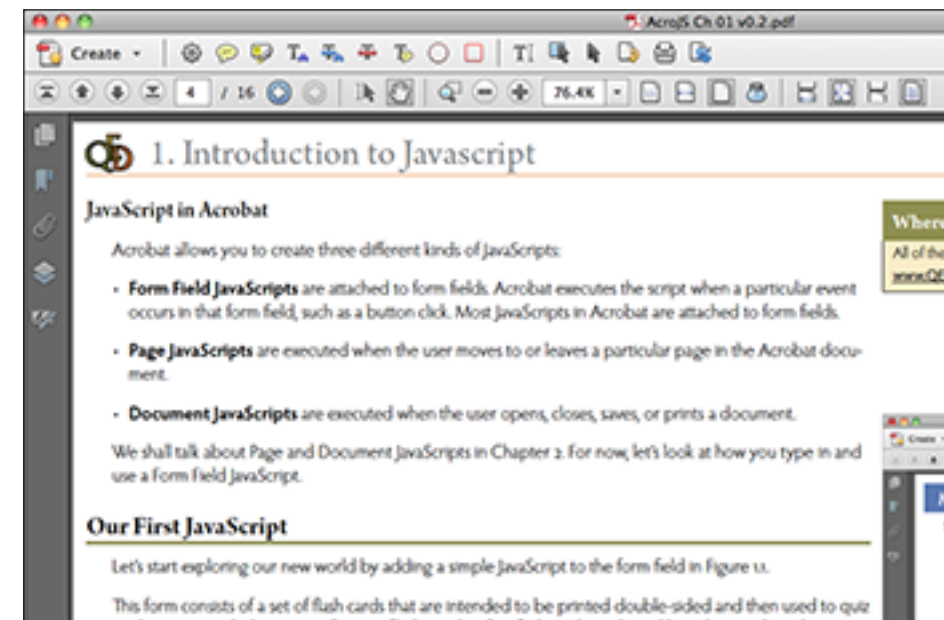 AcroJS Ch 01 v0.2.pdf
Create
4 / 16
76.4%
1. Introduction to Javascript
JavaScript in Acrobat
Acrobat allows you to create three different kinds of JavaScripts:
• Form Field JavaScripts are attached to form fields. Acrobat executes the script when a particular event
occurs in that form field, such as a button click. Most JavaScripts in Acrobat are attached to form fields.
• Page JavaScripts are executed when the user moves to or leaves a particular page in the Acrobat docu-
ment.
• Document JavaScripts are executed when the user opens, closes, saves, or prints a document.
We shall talk about Page and Document JavaScripts in Chapter 2. For now, let's look at how you type in and
use a Form Field JavaScript.
Our First JavaScript
Let's start exploring our new world by adding a simple JavaScript to the form field in Figure 1.1.
This form consists of a set of flash cards that are intended to be printed double-sided and then used to quiz
Where
All of the
www.QE
Create